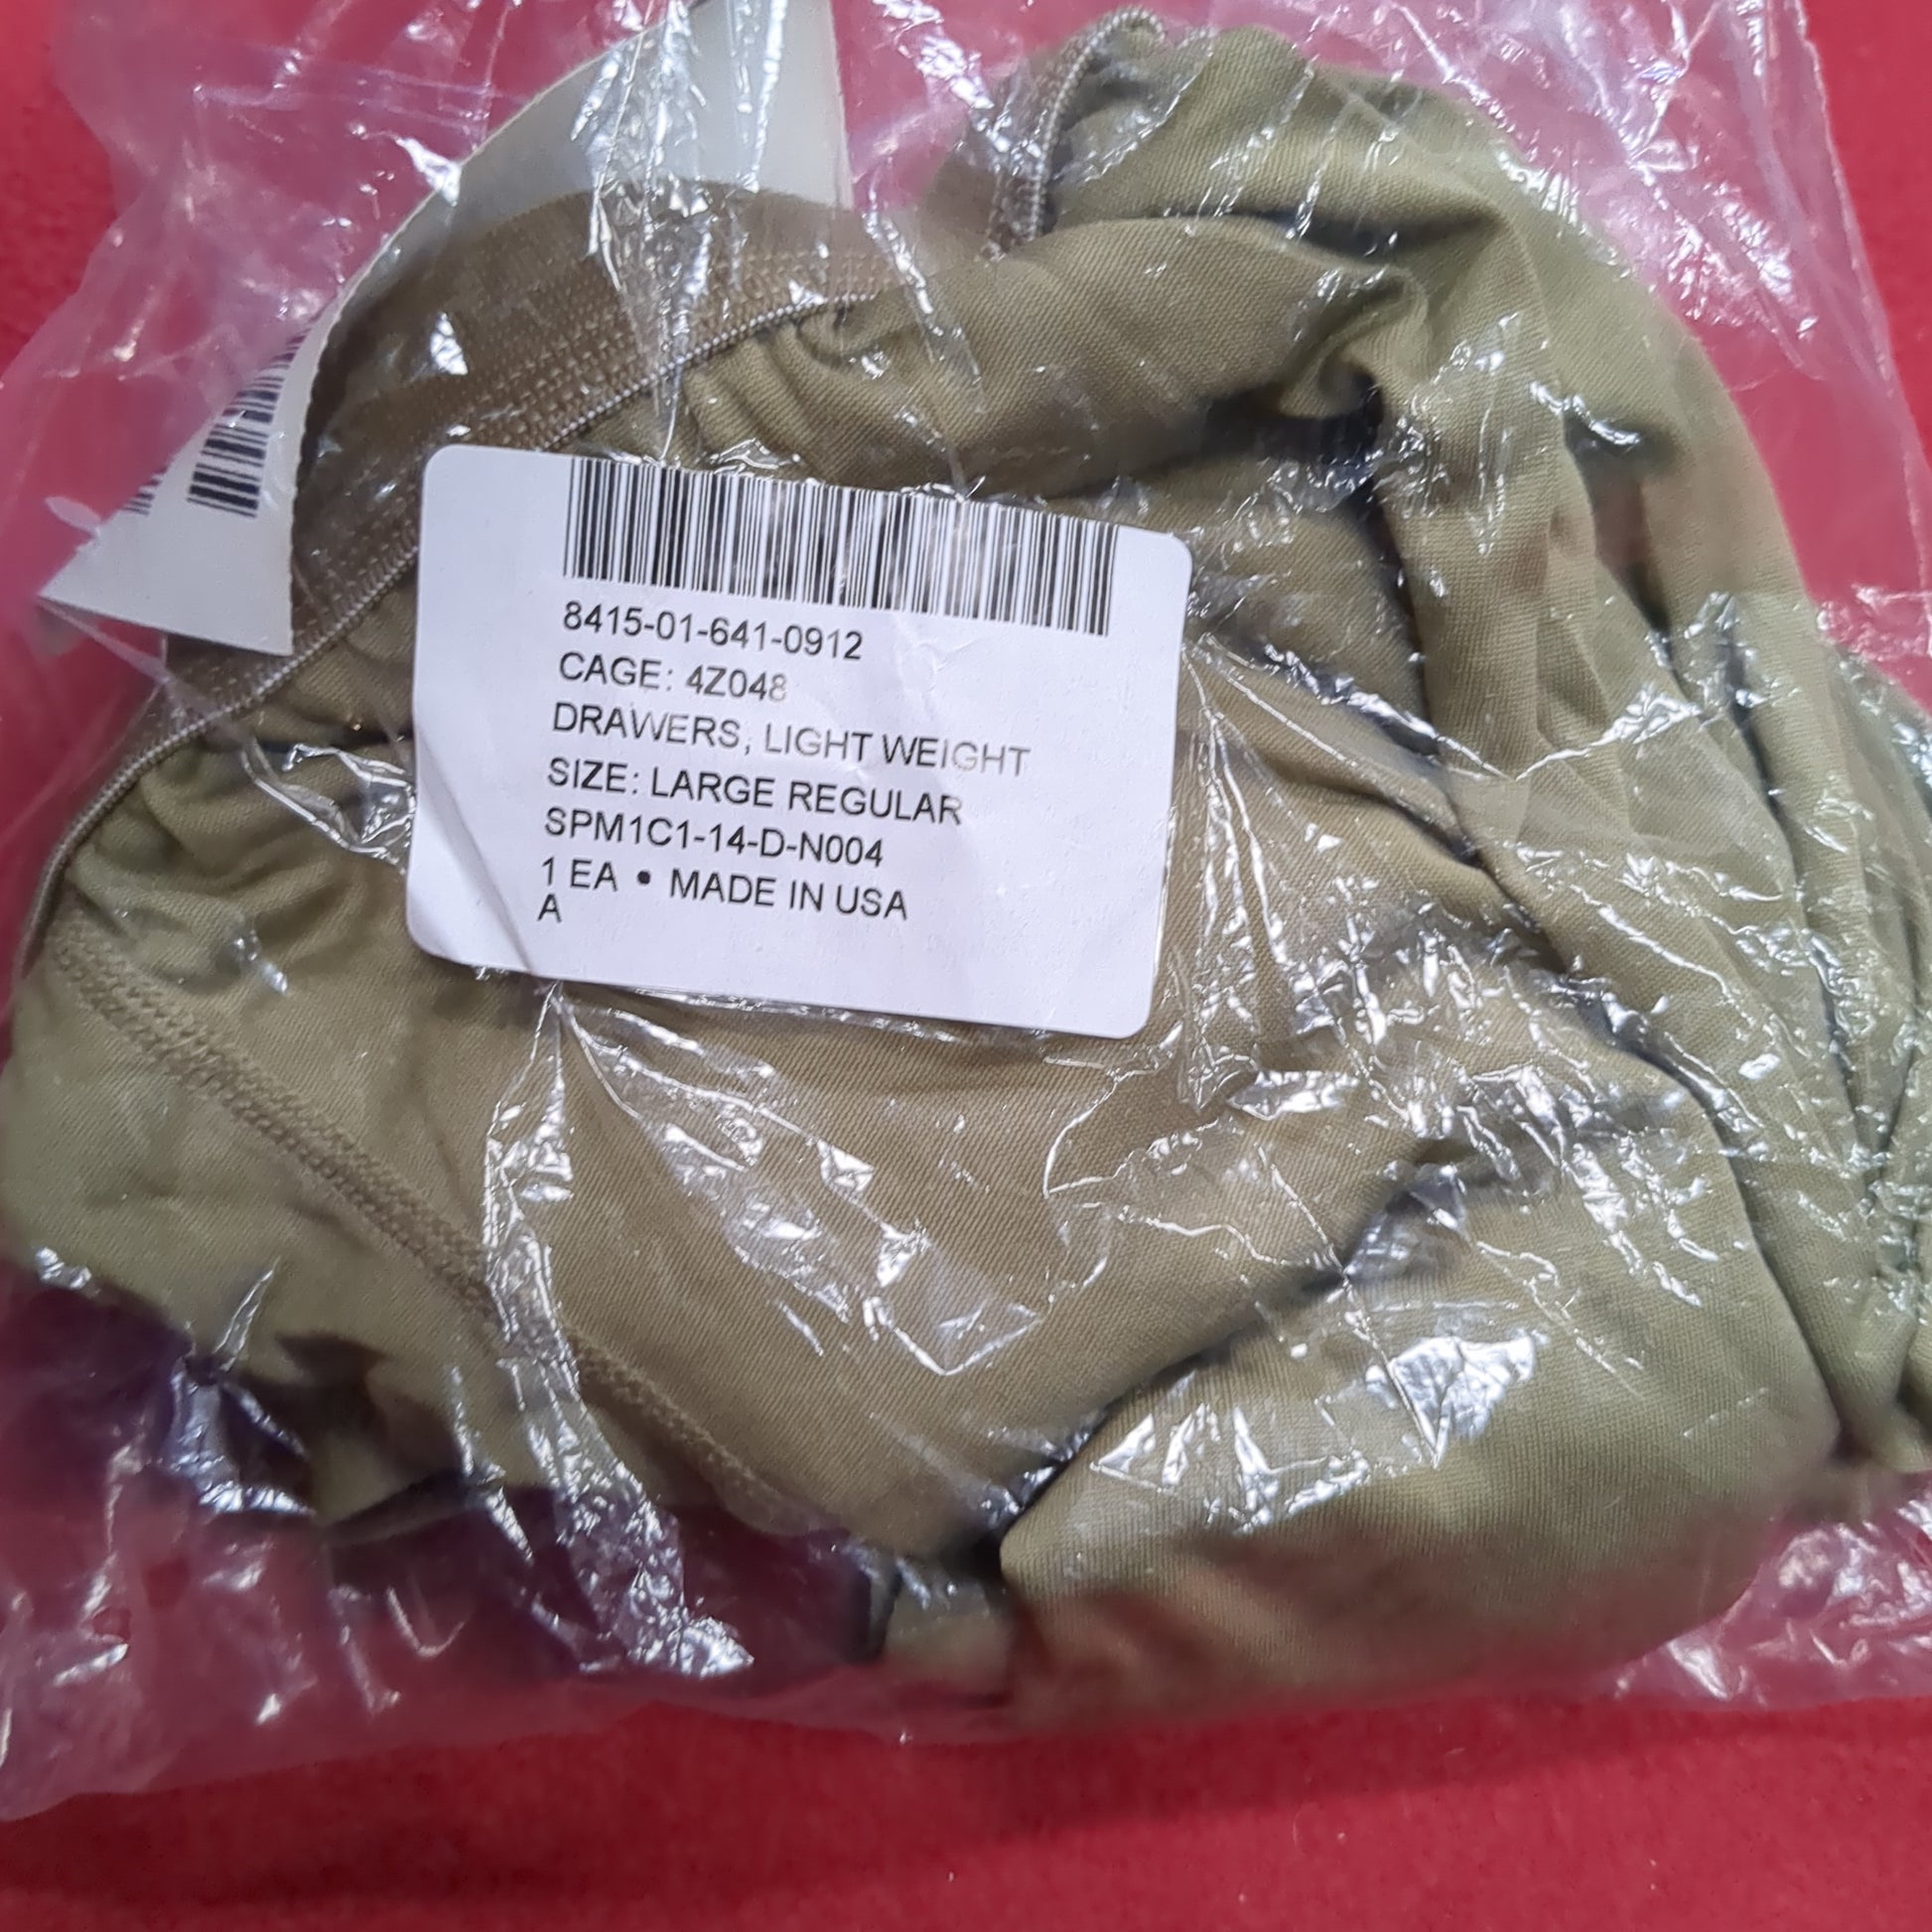 8415-01-641-0912
CAGE: 4Z048
DRAWERS, LIGHT WEIGHT
SIZE: LARGE REGULAR
SPM1C1-14-D-N004
1 EA • MADE IN USA
A